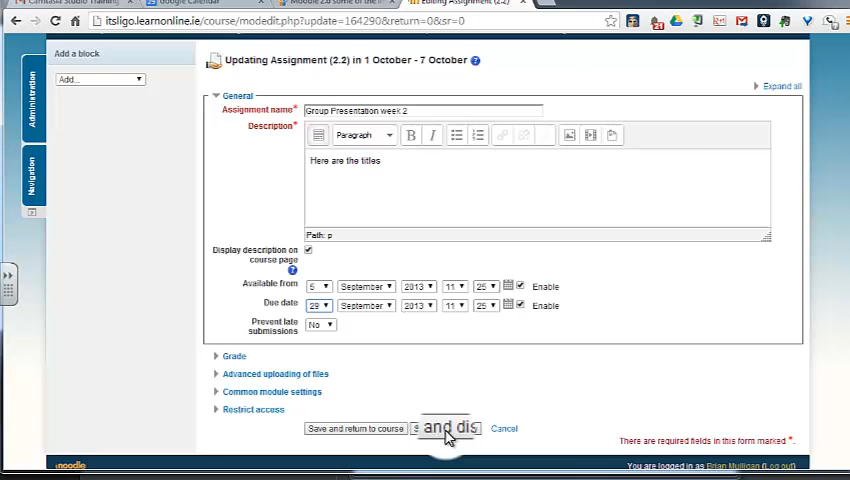 Camtasia Studio Training
Google Calendar
Moodle 2.0 some of the
Editing Assignment (2.2)
itsligo.learnonline.ie/course/modedit.php?update=164290&return=0&sr=0
21
Add a block
Add...
Administration
Navigation
Updating Assignment (2.2) in 1 October - 7 October
Expand all
General
Assignment name* Group Presentation week 2
Description*
Paragraph B I
Here are the titles
Path: p
Display description on
course page
Available from 5 September 2013 11 25 Enable
Due date 29 September 2013 11 25 Enable
Prevent late
submissions No
Grade
Advanced uploading of files
Common module settings
Restrict access
Save and return to course and dis Cancel
There are required fields in this form marked *.
moodle
You are logged in as Brian Mulligan (Log out)